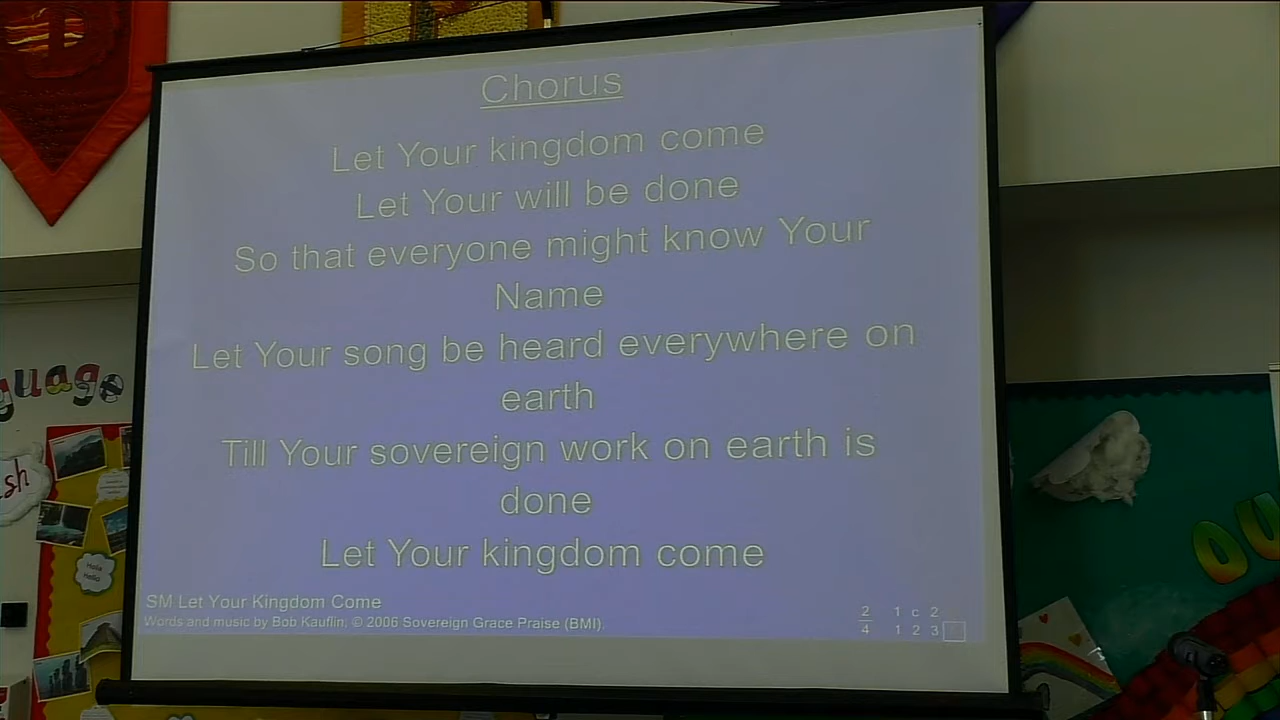 Chorus
Let Your kingdom come
Let Your will be done
So that everyone might know Your
Name
Let Your song be heard everywhere on
earth
Till Your sovereign work on earth is
done
Let Your kingdom come
SM Let Your Kingdom Come
Words and music by Bob Kauflin; © 2006 Sovereign Grace Praise (BMI).
2 1 c 2
4 1 2 3
guage
sh
Hola
Hello
OU